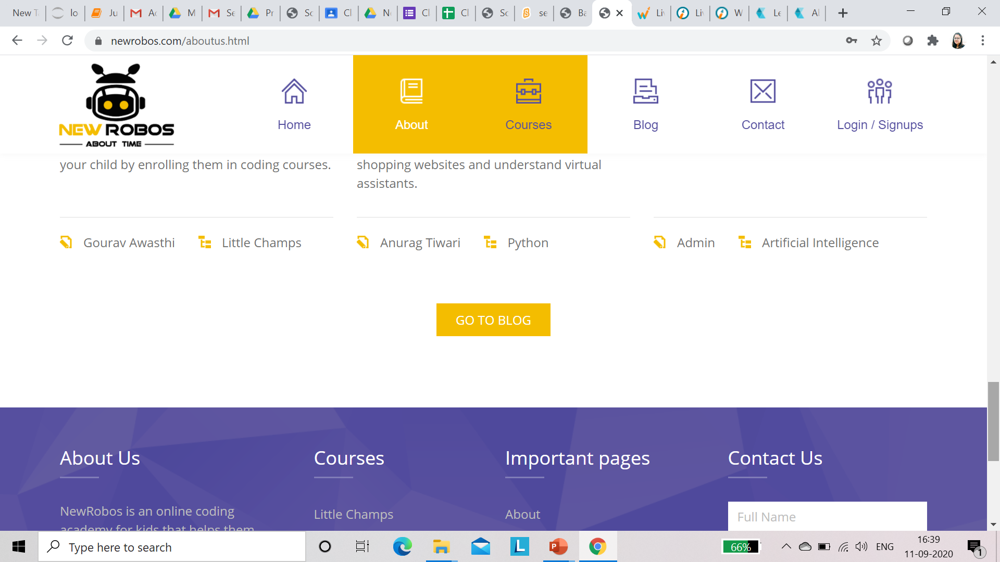 New T
lo
Ju
Ac
M
Se
Pr
Sc
Cl
N
Cl
Cl
Sc
se
Ba
Li
Liv
W
Le
Al
newrobos.com/aboutus.html
NEW ROBOS
ABOUT TIME
Home
About
Courses
Blog
Contact
Login / Signups
your child by enrolling them in coding courses.
shopping websites and understand virtual
assistants.
Gourav Awasthi
Little Champs
Anurag Tiwari
Python
Admin
Artificial Intelligence
GO TO BLOG
About Us
Courses
Important pages
Contact Us
NewRobos is an online coding
academy for kids that helps them
Little Champs
About
Full Name
Type here to search
66%
ENG
16:39
11-09-2020
1